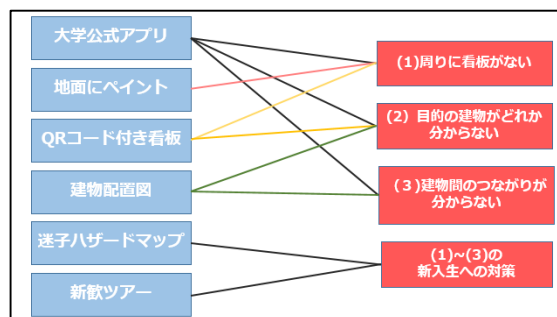 大学公式アプリ
地面にペイント
QRコード付き看板
建物配置図
迷子ハザードマップ
新歓ツアー
(1)周りに看板がない
(2) 目的の建物がどれか
分からない
(3)建物間のつながりが
分からない
(1)~(3)の
新入生への対策